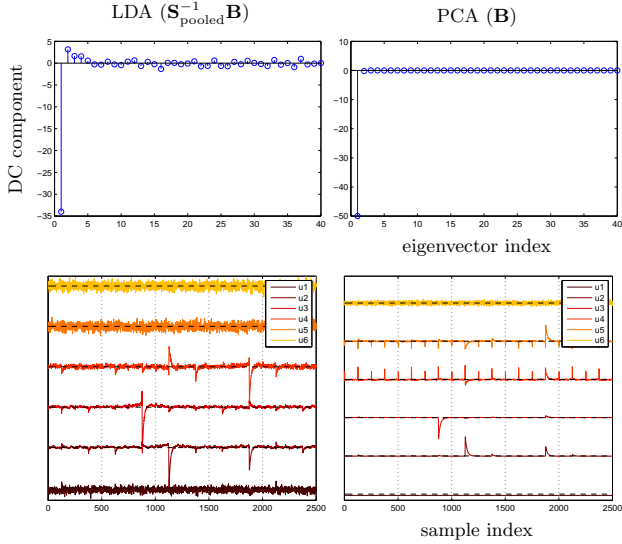 LDA (S⁻¹pooledB)
PCA (B)
DC component
5
0
−5
−10
−15
−20
−25
−30
−35
0 5 10 15 20 25 30 35 40
10
0
−10
−20
−30
−40
−50
0 5 10 15 20 25 30 35 40
eigenvector index
u1
u2
u3
u4
u5
u6
0 500 1000 1500 2000 2500
u1
u2
u3
u4
u5
u6
0 500 1000 1500 2000 2500
sample index